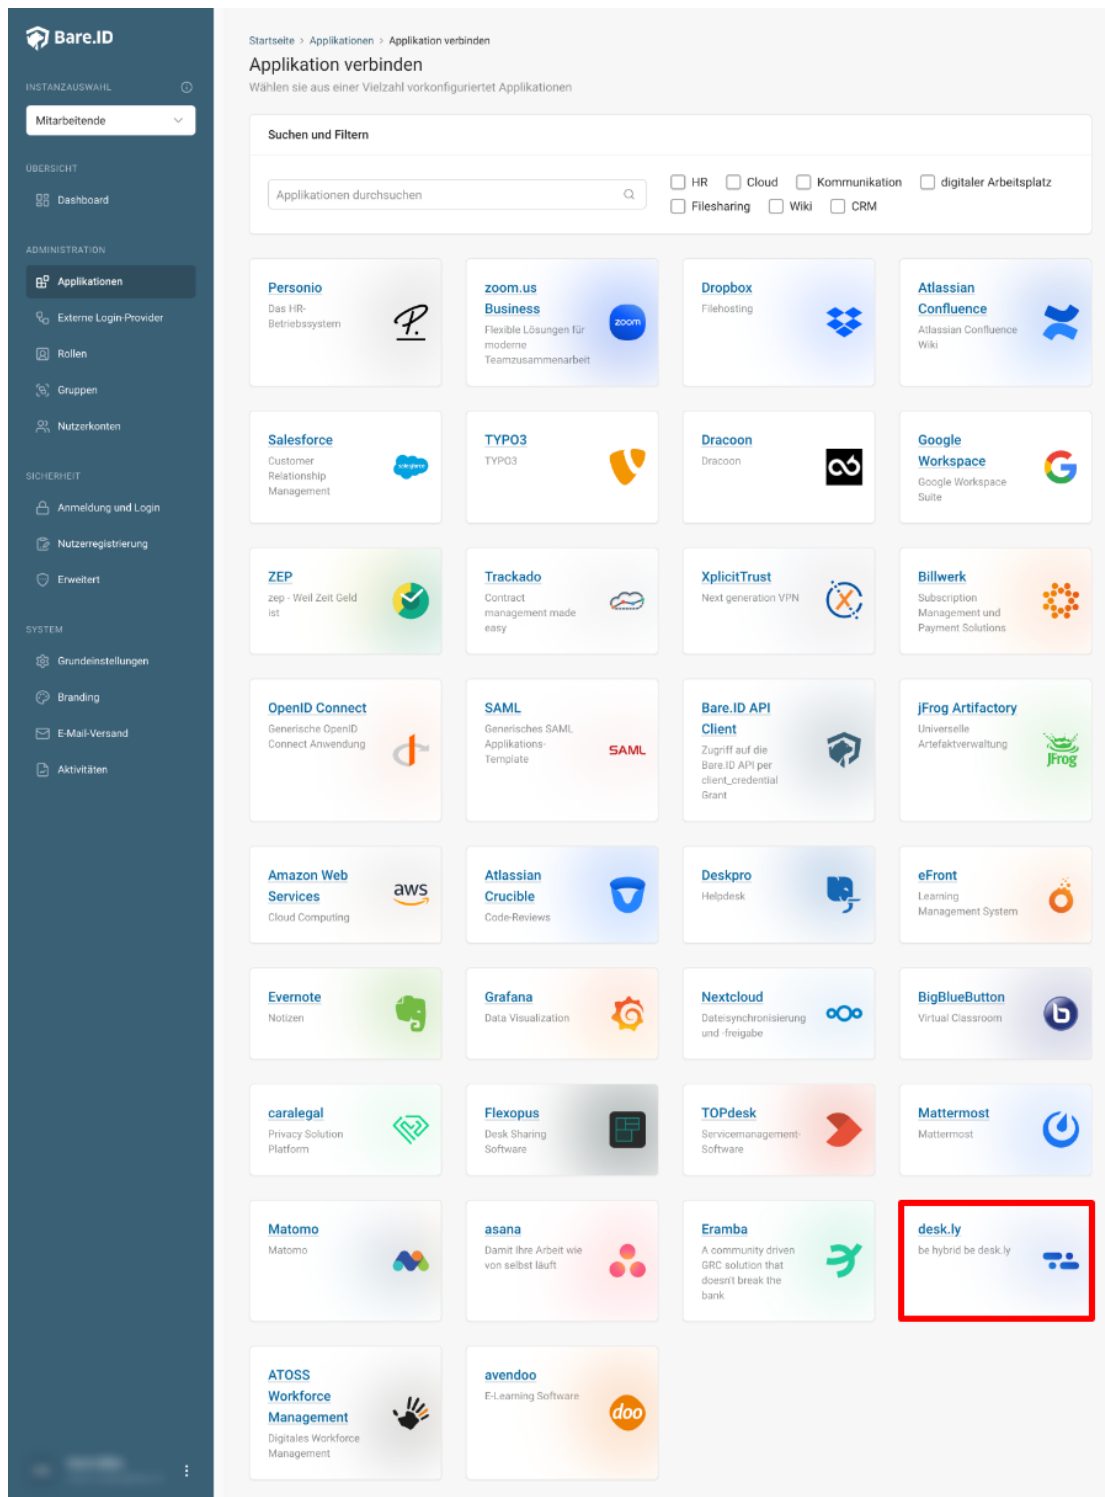 Bare.ID
INSTANZAUSWAHL
Mitarbeitende
ÜBERSICHT
Dashboard
ADMINISTRATION
Applikationen
Externe Login-Provider
Rollen
Gruppen
Nutzerkonten
SICHERHEIT
Anmeldung und Login
Nutzerregistrierung
Erweitert
SYSTEM
Grundeinstellungen
Branding
E-Mail-Versand
Aktivitäten
Startseite > Applikationen > Applikation verbinden
Applikation verbinden
Wählen sie aus einer Vielzahl vorkonfiguriertet Applikationen
Suchen und Filtern
Applikationen durchsuchen
HR Cloud Kommunikation digitaler Arbeitsplatz
Filesharing Wiki CRM
Personio
Das HR-
Betriebssystem
P.
zoom.us
Business
Flexible Lösungen für
moderne
Teamzusammenarbeit
zoom
Dropbox
Filehosting
Atlassian
Confluence
Atlassian Confluence
Wiki
Salesforce
Customer
Relationship
Management
salesforce
TYPO3
TYPO3
Dracoon
Dracoon
Google
Workspace
Google Workspace
Suite
G
ZEP
zep - Weil Zeit Geld
ist
Trackado
Contract
management made
easy
XplicitTrust
Next generation VPN
X
Billwerk
Subscription
Management und
Payment Solutions
OpenID Connect
Generische OpenID
Connect Anwendung
SAML
Generisches SAML
Applikations-
Template
SAML
Bare.ID API
Client
Zugriff auf die
Bare.ID API per
client_credential
Grant
jFrog Artifactory
Universelle
Artefaktverwaltung
JFrog
Amazon Web
Services
Cloud Computing
aws
Atlassian
Crucible
Code-Reviews
Deskpro
Helpdesk
eFront
Learning
Management System
Evernote
Notizen
Grafana
Data Visualization
Nextcloud
Dateisynchronisierung
und -freigabe
BigBlueButton
Virtual Classroom
b
caralegal
Privacy Solution
Platform
Flexopus
Desk Sharing
Software
TOPdesk
Servicemanagement-
Software
Mattermost
Mattermost
Matomo
Matomo
asana
Damit Ihre Arbeit wie
von selbst läuft
Eramba
A community driven
GRC solution that
doesn't break the
bank
desk.ly
be hybrid be desk.ly
ATOSS
Workforce
Management
Digitales Workforce
Management
avendoo
E-Learning Software
doo